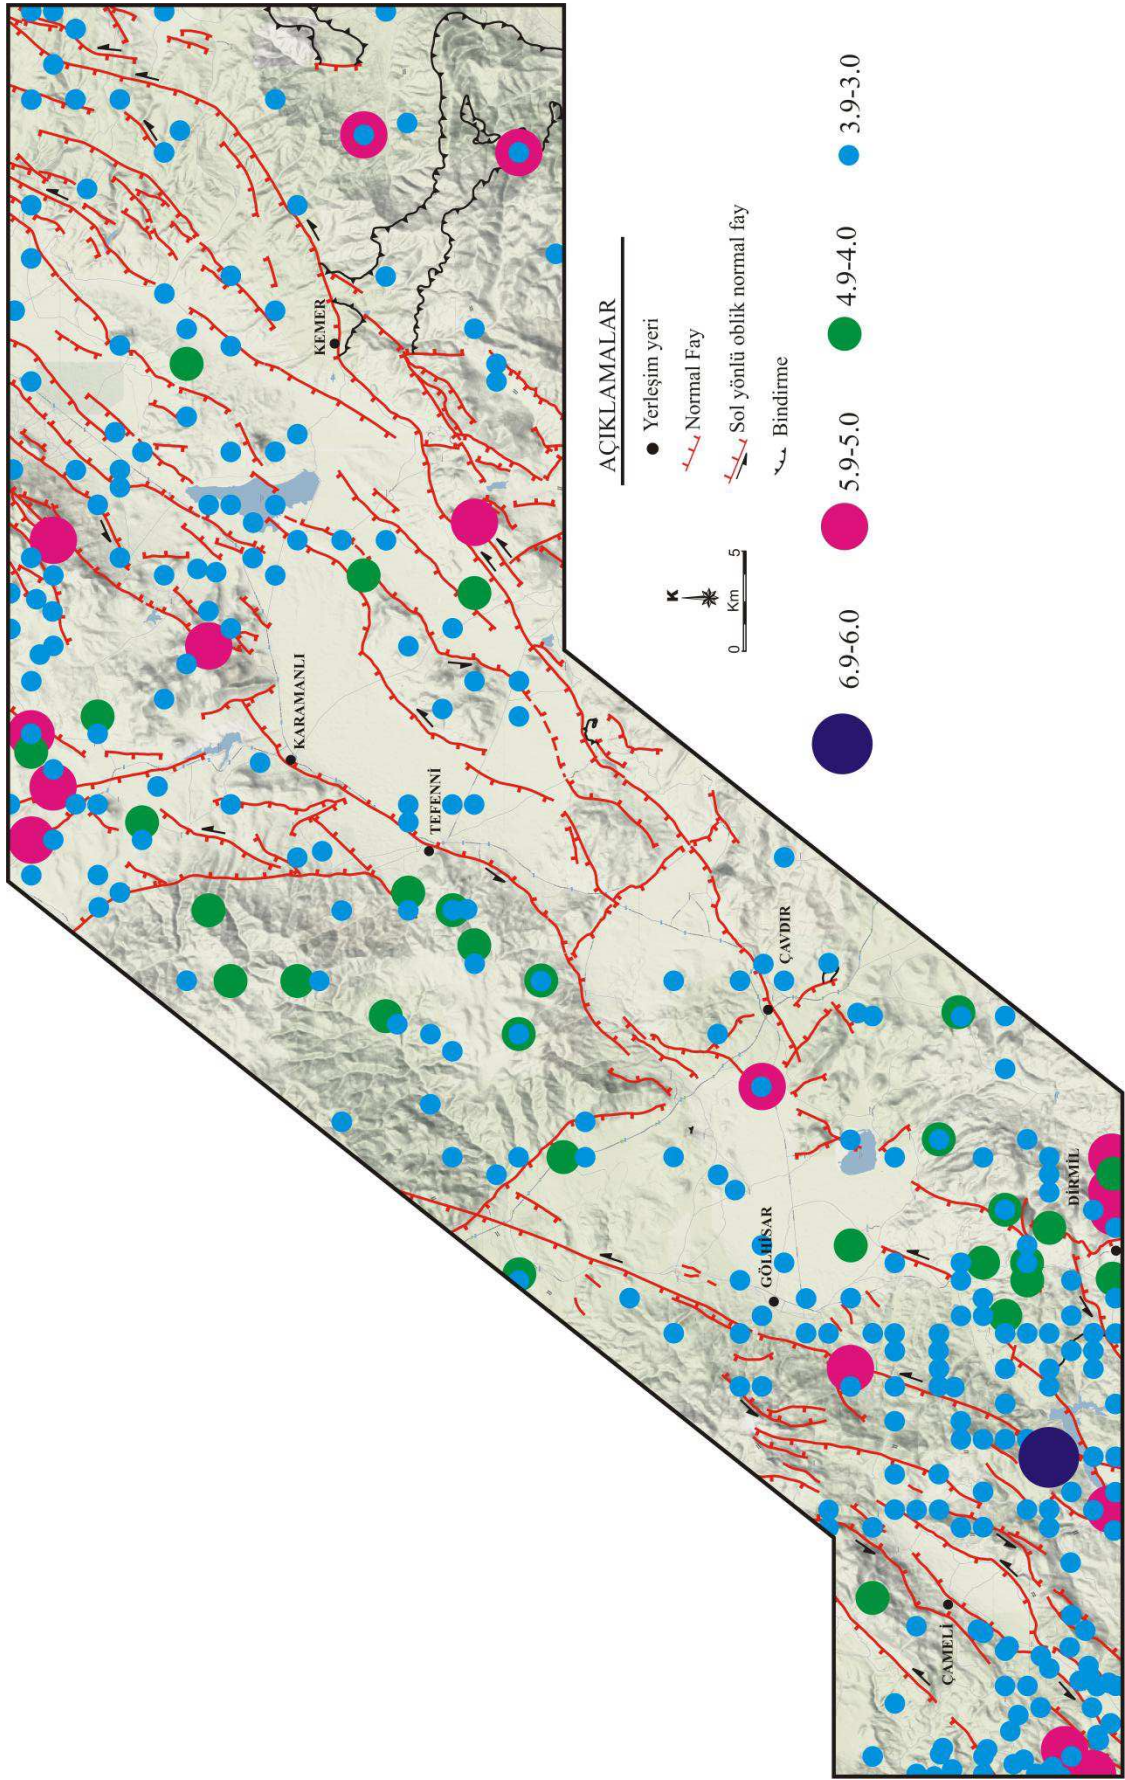 KEMER
KARAMANLI
TEFENNİ
ÇAVDIR
GÖLHİSAR
DİRMİL
ÇAMELİ
AÇIKLAMALAR
Yerleşim yeri
Normal Fay
Sol yönlü oblik normal fay
Bindirme
K
0 Km 5
6.9-6.0 5.9-5.0 4.9-4.0 3.9-3.0